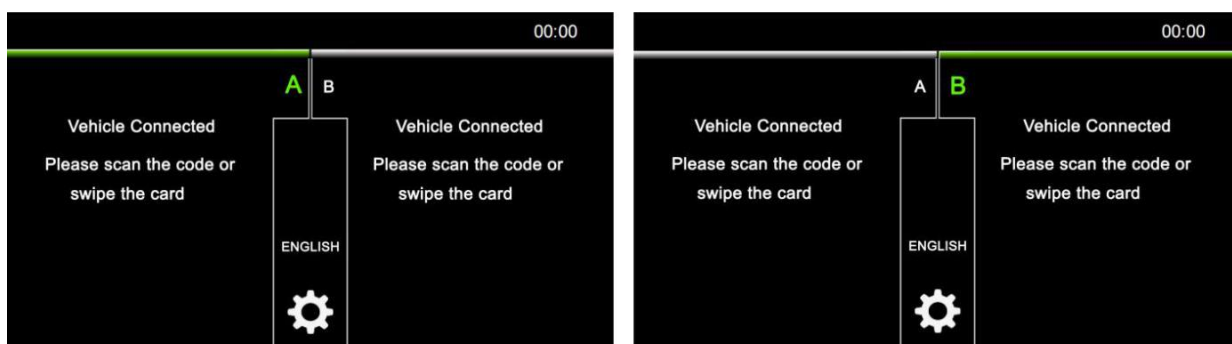 00:00
A B
Vehicle Connected
Please scan the code or
swipe the card
Vehicle Connected
Please scan the code or
swipe the card
ENGLISH
00:00
A B
Vehicle Connected
Please scan the code or
swipe the card
Vehicle Connected
Please scan the code or
swipe the card
ENGLISH